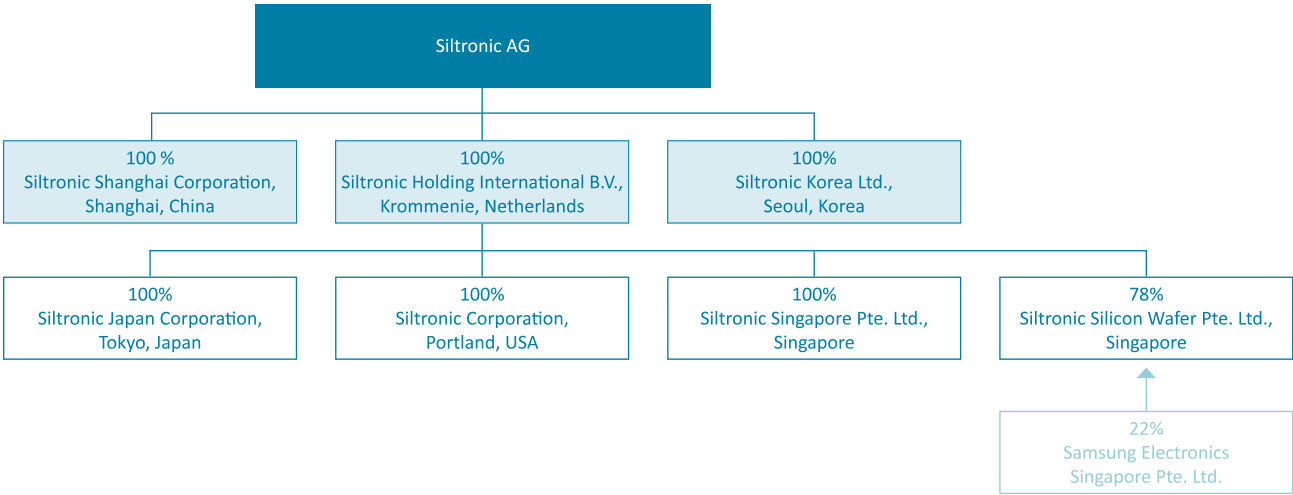 Siltronic AG
100 %
Siltronic Shanghai Corporation,
Shanghai, China
100%
Siltronic Holding International B.V.,
Krommenie, Netherlands
100%
Siltronic Korea Ltd.,
Seoul, Korea
100%
Siltronic Japan Corporation,
Tokyo, Japan
100%
Siltronic Corporation,
Portland, USA
100%
Siltronic Singapore Pte. Ltd.,
Singapore
78%
Siltronic Silicon Wafer Pte. Ltd.,
Singapore
22%
Samsung Electronics
Singapore Pte. Ltd.